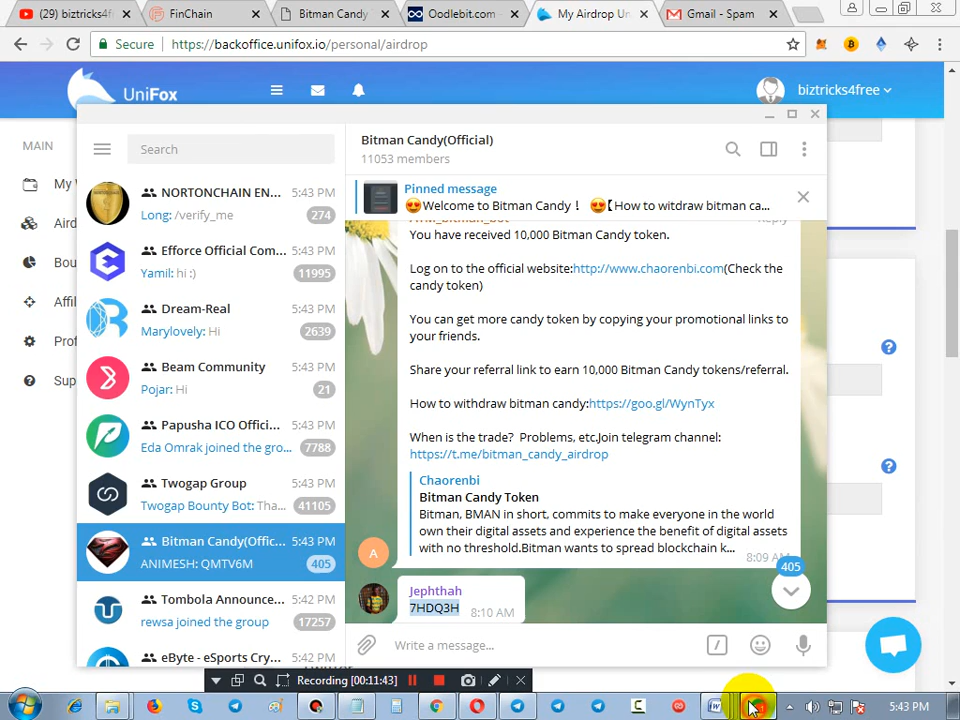 (29) biztricks4fr
FinChain
Bitman Candy T
Oodlebit.com -
My Airdrop Un
Gmail - Spam
Secure
https://backoffice.unifox.io/personal/airdrop
UniFox
biztricks4free
MAIN
My W
Aird
Bou
Affil
Prof
Sup
Search
NORTONCHAIN EN... 5:43 PM
Long: /verify_me 274
Efforce Official Com... 5:43 PM
Yamil: hi :) 11995
Dream-Real 5:43 PM
Marylovely: Hi 2639
Beam Community 5:43 PM
Pojar: Hi 21
Papusha ICO Offici... 5:43 PM
Eda Omrak joined the gro... 7788
Twogap Group 5:43 PM
Twogap Bounty Bot: Tha... 41105
Bitman Candy(Offic... 5:43 PM
ANIMESH: QMTV6M 405
Tombola Announce... 5:42 PM
rewsa joined the group 17257
eByte - eSports Cry... 5:42 PM
Bitman Candy(Official)
11053 members
Pinned message
Welcome to Bitman Candy！ 【How to witdraw bitman ca...
You have received 10,000 Bitman Candy token.
Log on to the official website:http://www.chaorenbi.com(Check the
candy token)
You can get more candy token by copying your promotional links to
your friends.
Share your referral link to earn 10,000 Bitman Candy tokens/referral.
How to withdraw bitman candy:https://goo.gl/WynTyx
When is the trade? Problems, etc.Join telegram channel:
https://t.me/bitman_candy_airdrop
Chaorenbi
Bitman Candy Token
Bitman, BMAN in short, commits to make everyone in the world
own their digital assets and experience the benefit of digital assets
with no threshold.Bitman wants to spread blockchain k...
A
8:09 AM
405
Jephthah
7HDQ3H 8:10 AM
Write a message...
Recording [00:11:43]
5:43 PM